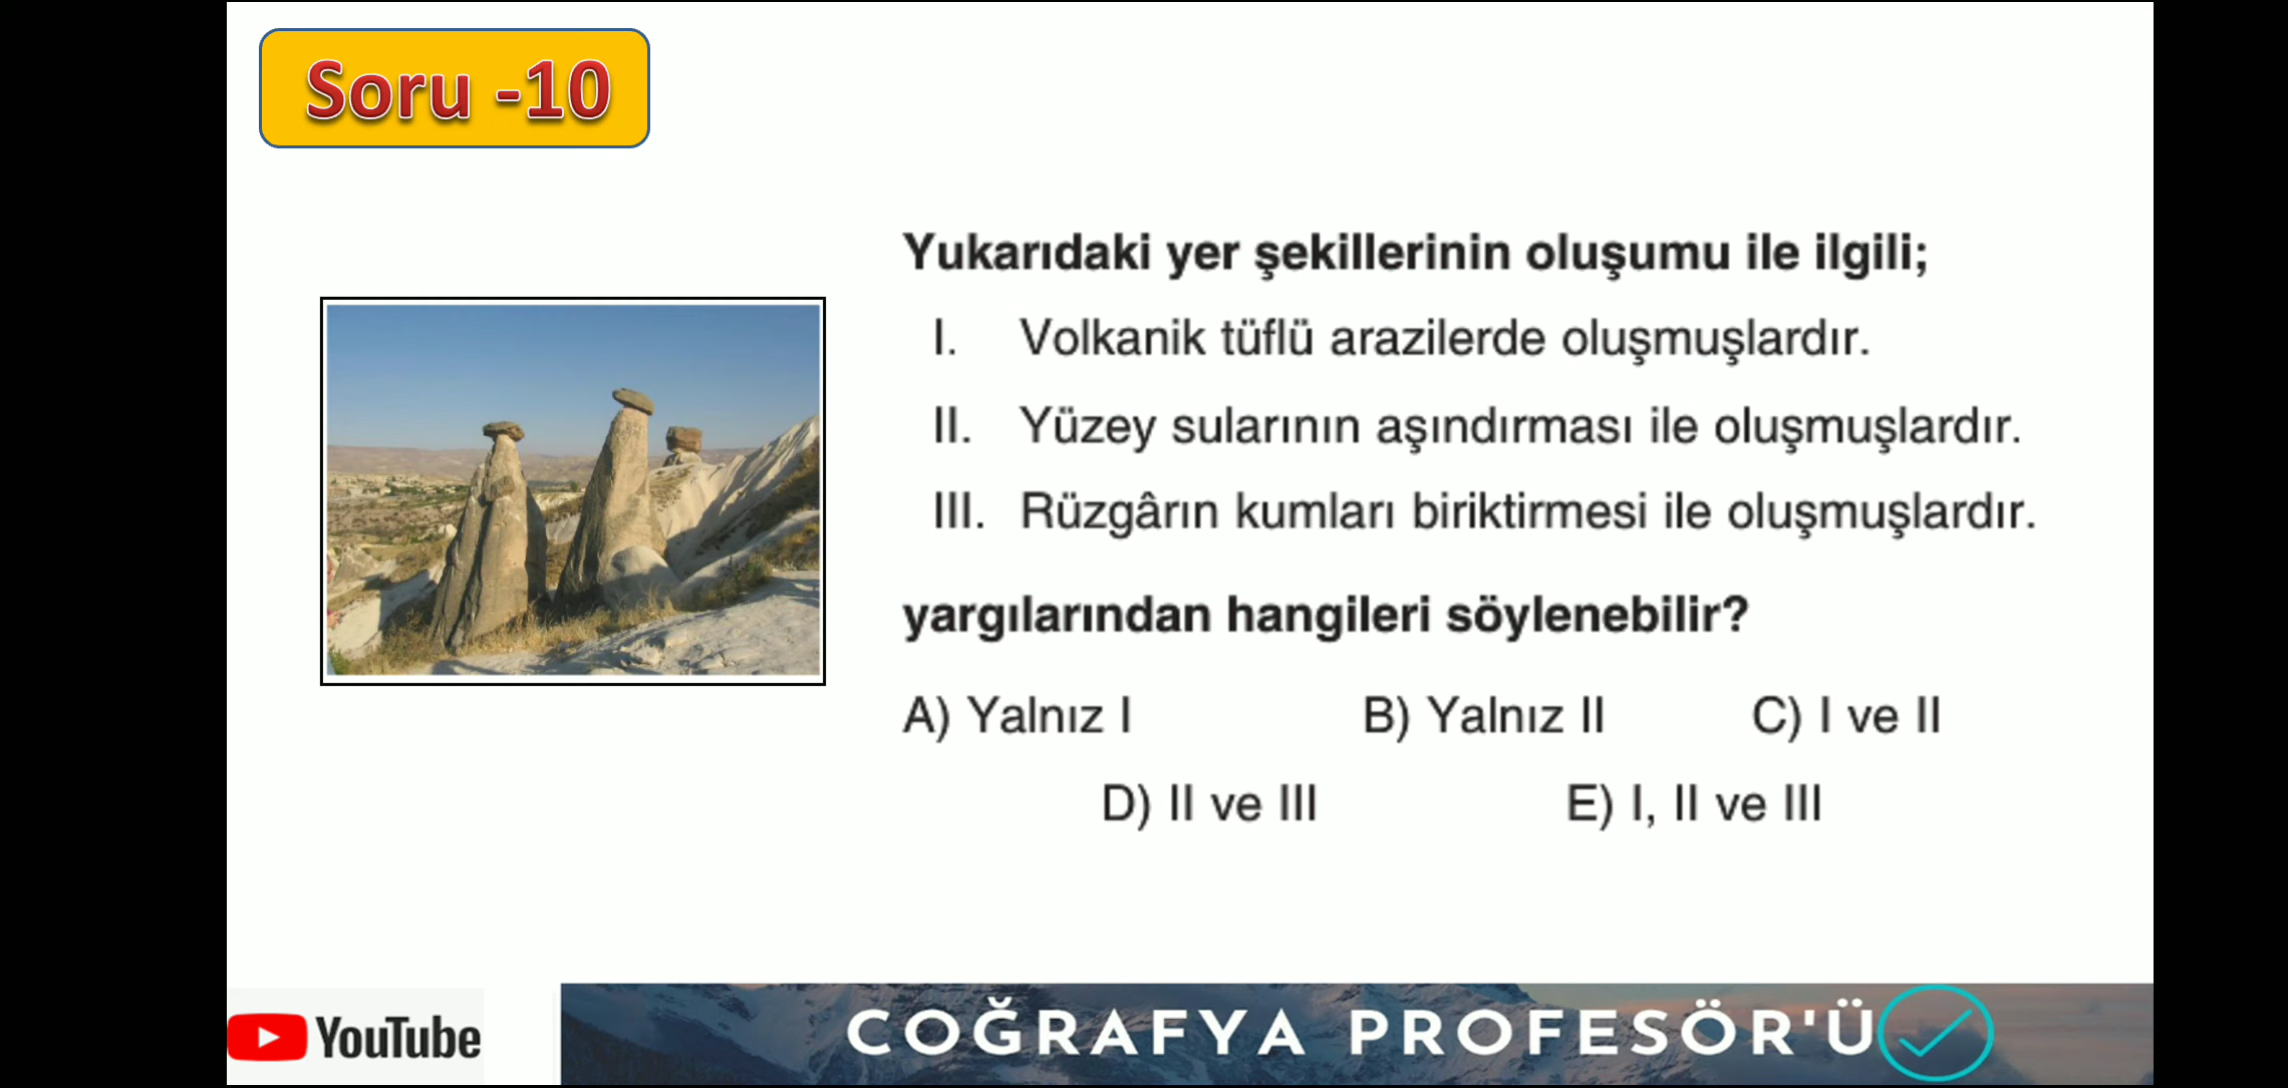 Soru -10
Yukarıdaki yer şekillerinin oluşumu ile ilgili;
I. Volkanik tüflü arazilerde oluşmuşlardır.
II. Yüzey sularının aşındırması ile oluşmuşlardır.
III. Rüzgârın kumları biriktirmesi ile oluşmuşlardır.
yargılarından hangileri söylenebilir?
A) Yalnız I B) Yalnız II C) I ve II
D) II ve III E) I, II ve III
YouTube
COĞRAFYA PROFESÖR'Ü